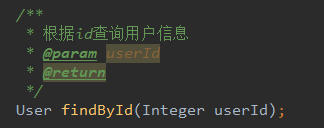 /**
* 根据id查询用户信息
* @param userId
* @return
*/
User findById(Integer userId);